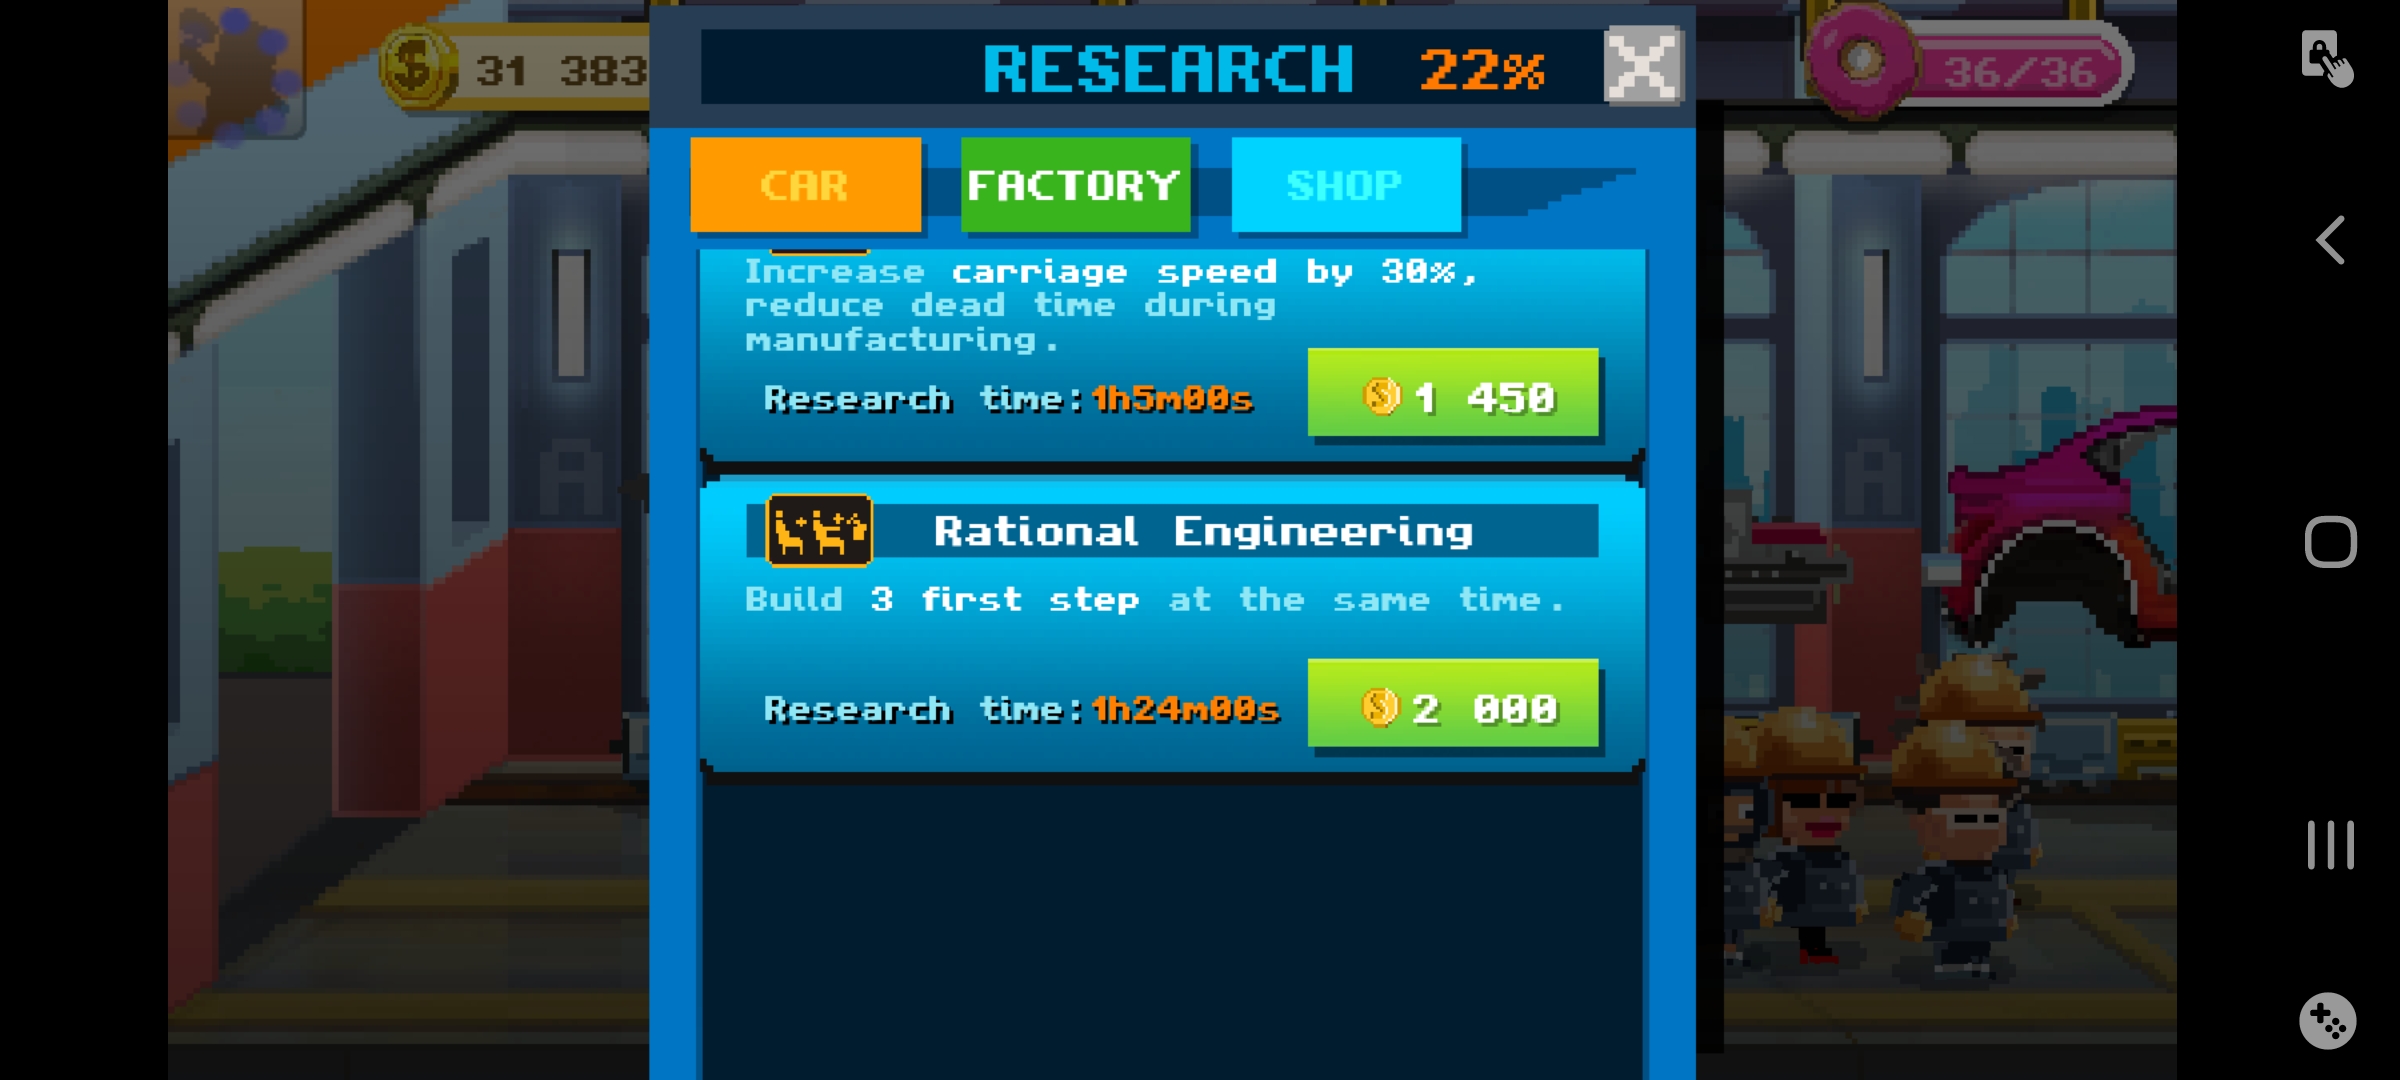 31 383
RESEARCH 22%
36/36
CAR FACTORY SHOP
Increase carriage speed by 30%,
reduce dead time during
manufacturing.
Research time:1h5m00s
1 450
Rational Engineering
Build 3 first step at the same time.
Research time:1h24m00s
2 000
A
A